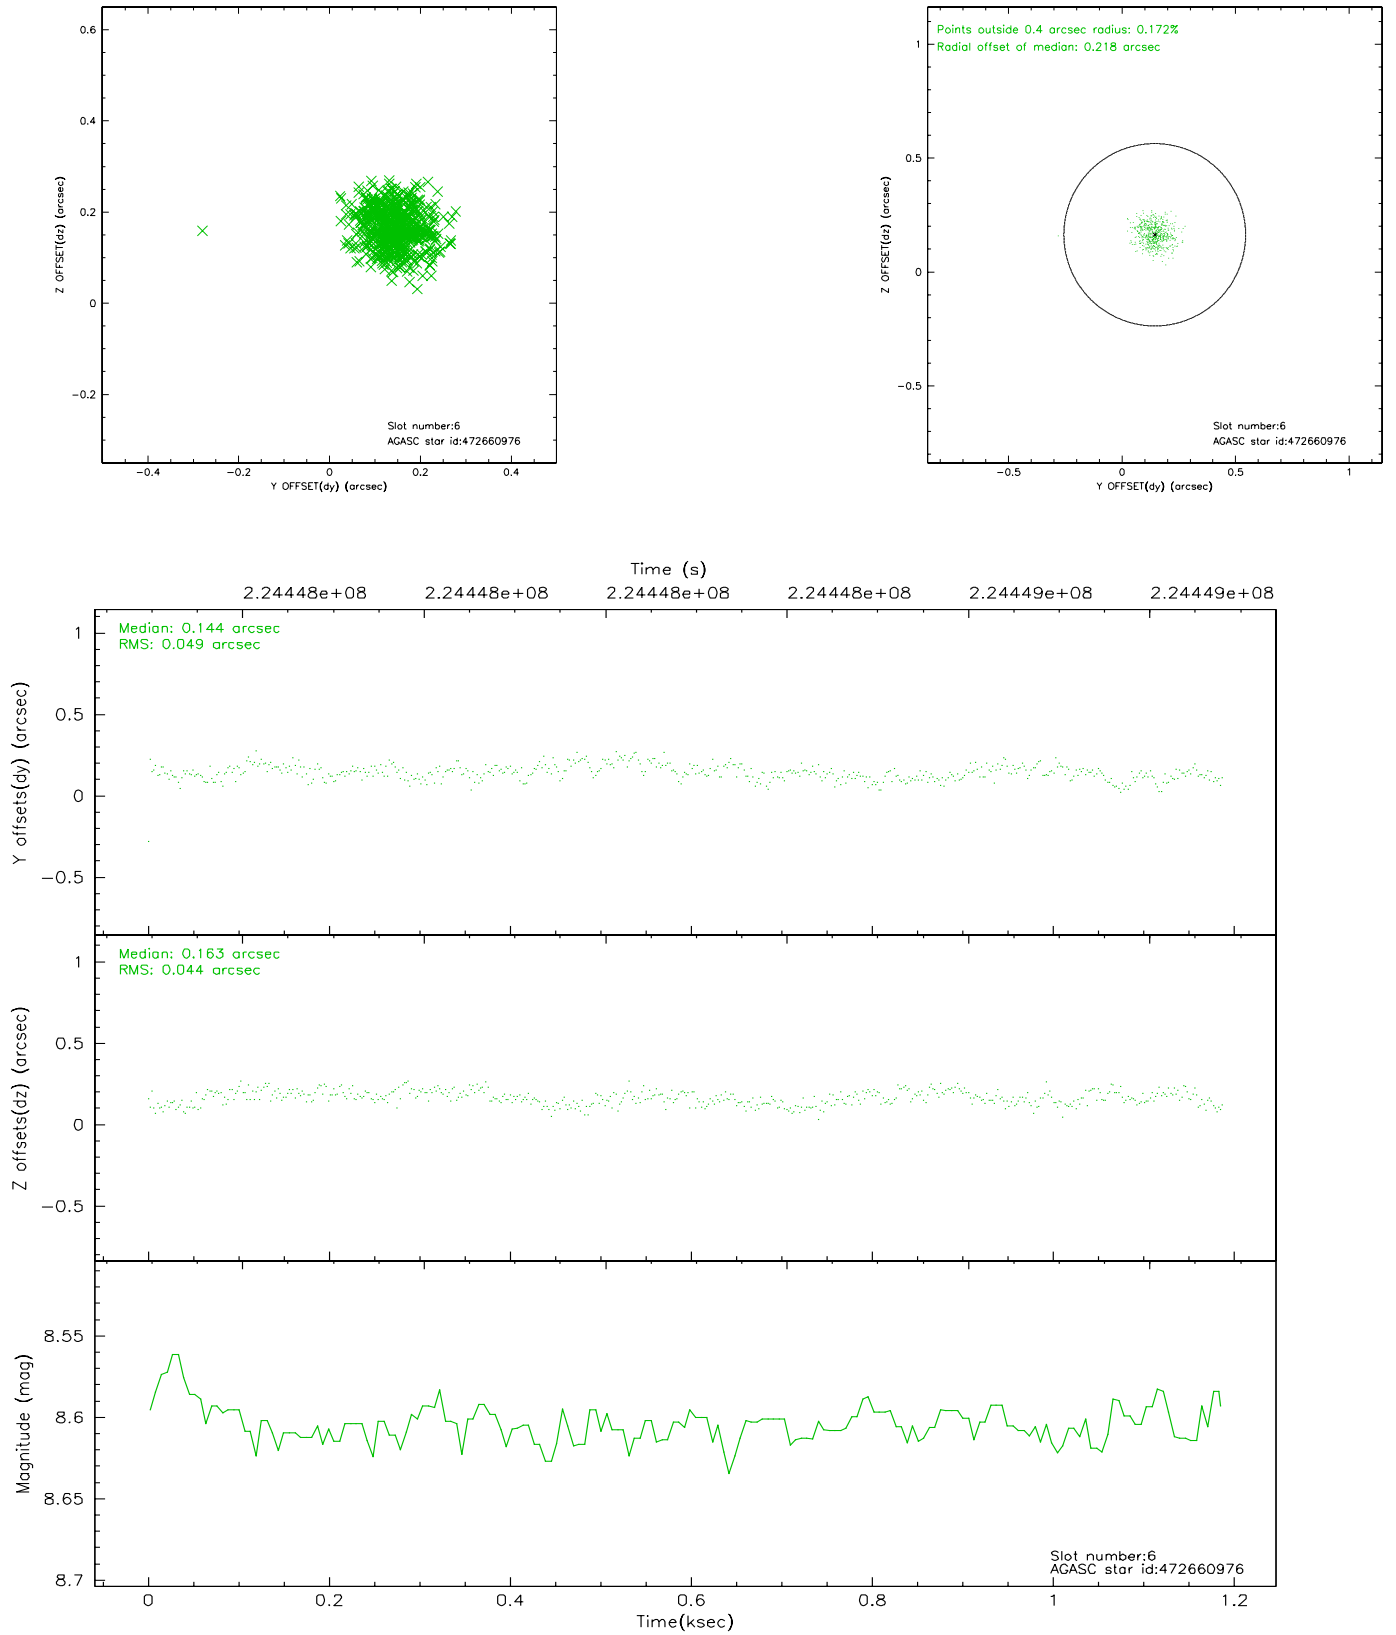 0.6
0.4
0.2
0
−0.2
Z OFFSET(dz) (arcsec)
Slot number:6
AGASC star id:472660976
−0.4 −0.2 0 0.2 0.4
Y OFFSET(dy) (arcsec)
Points outside 0.4 arcsec radius: 0.172%
Radial offset of median: 0.218 arcsec
1
0.5
0
−0.5
Z OFFSET(dz) (arcsec)
Slot number:6
AGASC star id:472660976
−0.5 0 0.5 1
Y OFFSET(dy) (arcsec)
Time (s)
2.24448e+08 2.24448e+08 2.24448e+08 2.24448e+08 2.24449e+08 2.24449e+08
Median: 0.144 arcsec
RMS: 0.049 arcsec
1
0.5
0
−0.5
Y offsets(dy) (arcsec)
Median: 0.163 arcsec
RMS: 0.044 arcsec
1
0.5
0
−0.5
Z offsets(dz) (arcsec)
8.55
8.6
8.65
8.7
Magnitude (mag)
Slot number:6
AGASC star id:472660976
0 0.2 0.4 0.6 0.8 1 1.2
Time(ksec)